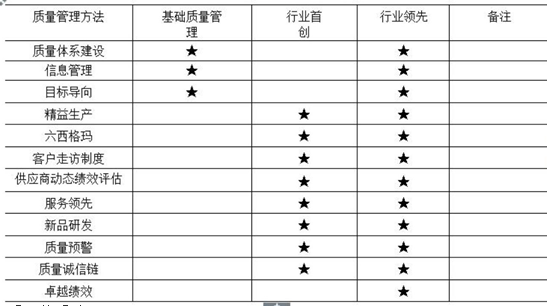 质量管理方法 基础质量管理 行业首创 行业领先 备注
质量体系建设 ★ ★
信息管理 ★ ★
目标导向 ★ ★
精益生产 ★ ★
六西格玛 ★ ★
客户走访制度 ★ ★
供应商动态绩效评估 ★ ★
服务领先 ★ ★
新品研发 ★ ★
质量预警 ★ ★
质量诚信链 ★ ★
卓越绩效 ★